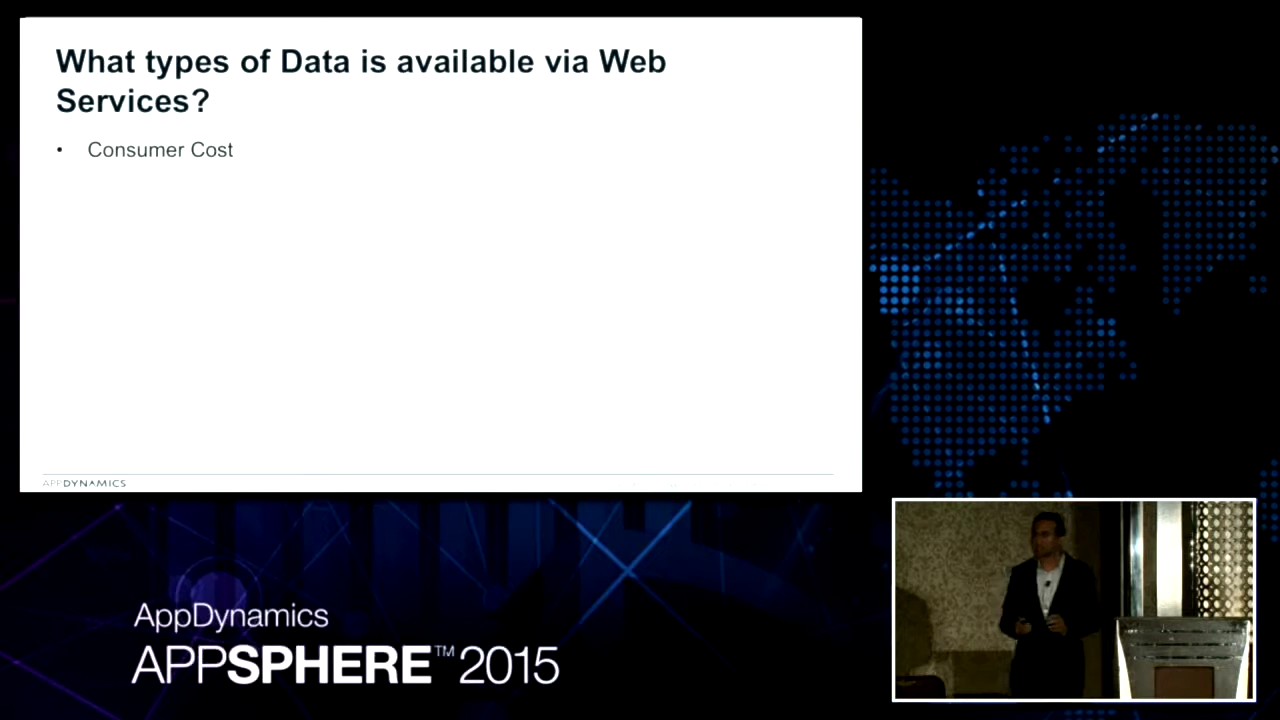 What types of Data is available via Web
Services?
• Consumer Cost
APPDYNAMICS
AppDynamics
APPSPHERE™ 2015